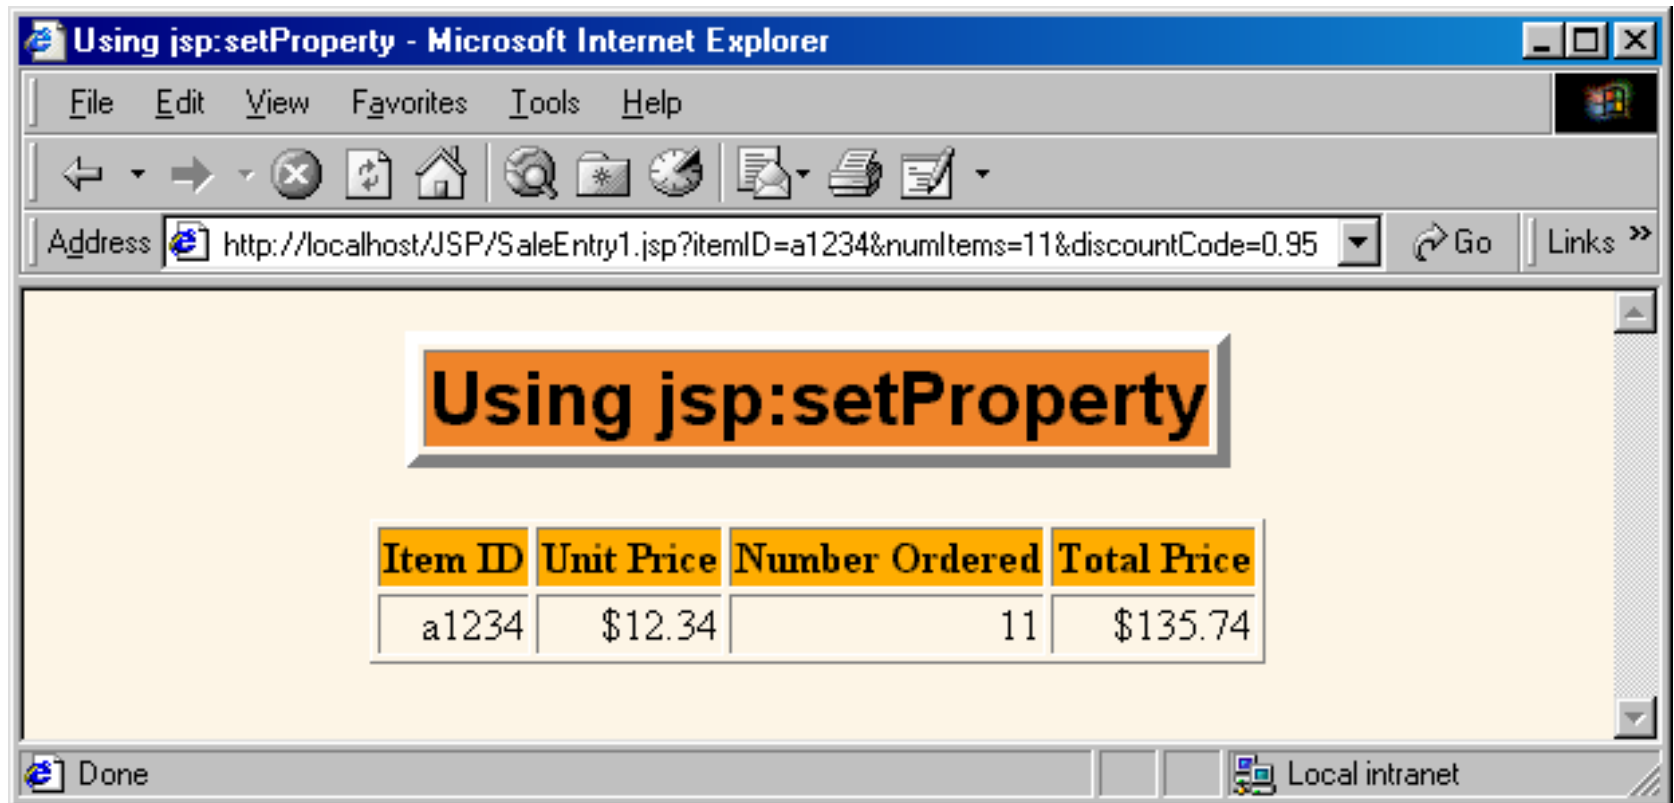 Using jsp:setProperty - Microsoft Internet Explorer
File Edit View Favorites Tools Help
Address http://localhost/JSP/SaleEntry1.jsp?itemID=a1234&numItems=11&discountCode=0.95 Go Links »
Using jsp:setProperty
Item ID Unit Price Number Ordered Total Price
a1234 $12.34 11 $135.74
Done Local intranet